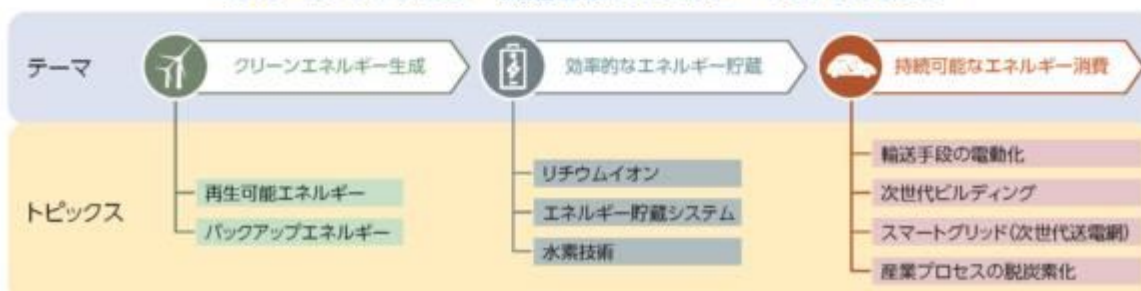 テーマ
クリーンエネルギー生成
効率的なエネルギー貯蔵
持続可能なエネルギー消費
トピックス
再生可能エネルギー
バックアップエネルギー
リチウムイオン
エネルギー貯蔵システム
水素技術
輸送手段の電動化
次世代ビルディング
スマートグリッド(次世代送電網)
産業プロセスの脱炭素化